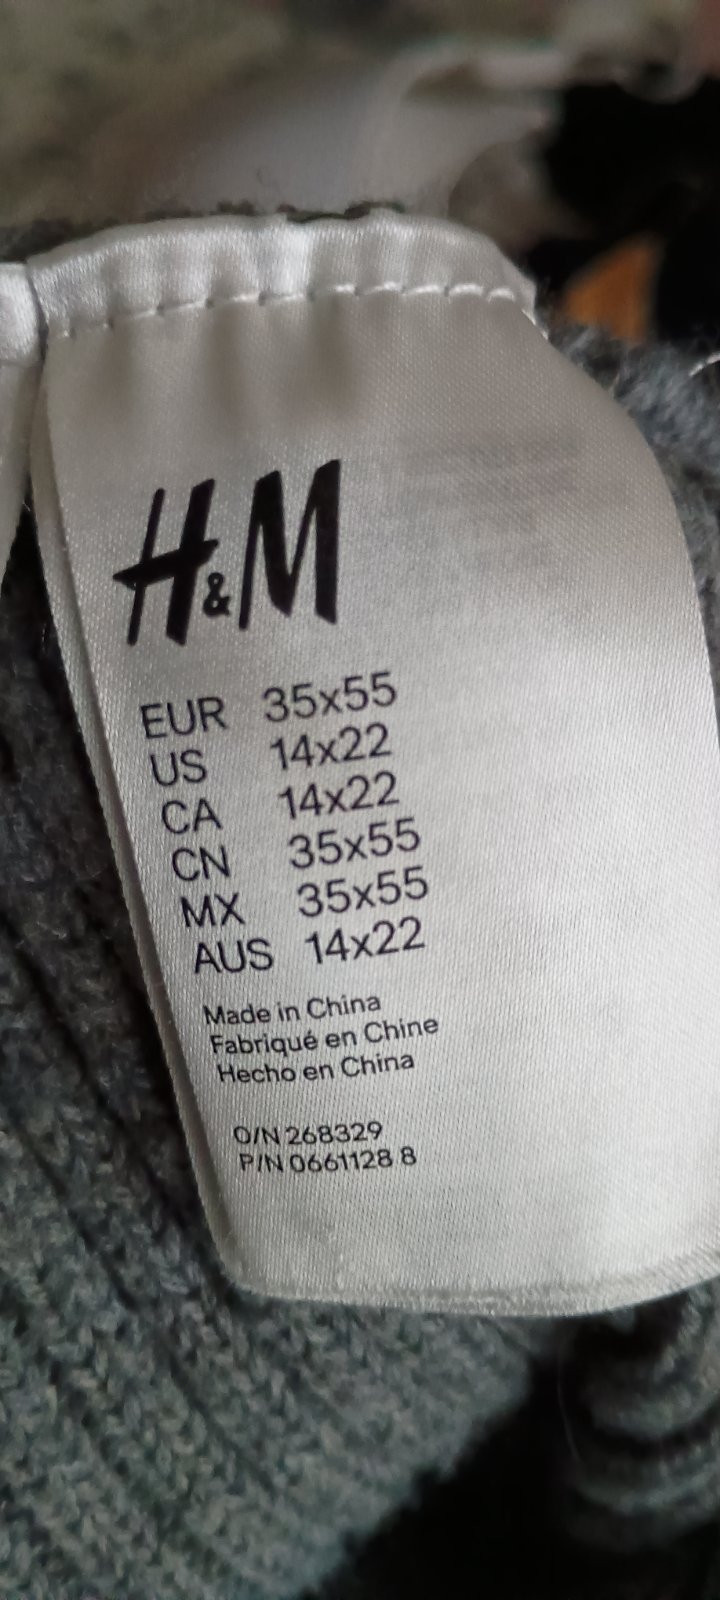 H&M
EUR 35x55
US 14x22
CA 14x22
CN 35x55
MX 35x55
AUS 14x22
Made in China
Fabriqué en Chine
Hecho en China
O/N 268329
P/N 0661128 8